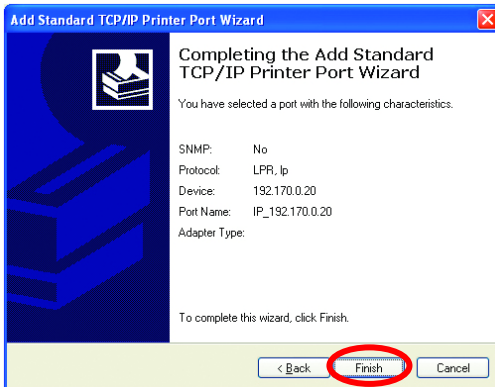 Add Standard TCP/IP Printer Port Wizard
Completing the Add Standard
TCP/IP Printer Port Wizard
You have selected a port with the following characteristics.
SNMP: No
Protocol: LPR, lp
Device: 192.170.0.20
Port Name: IP_192.170.0.20
Adapter Type:
To complete this wizard, click Finish.
< Back Finish Cancel